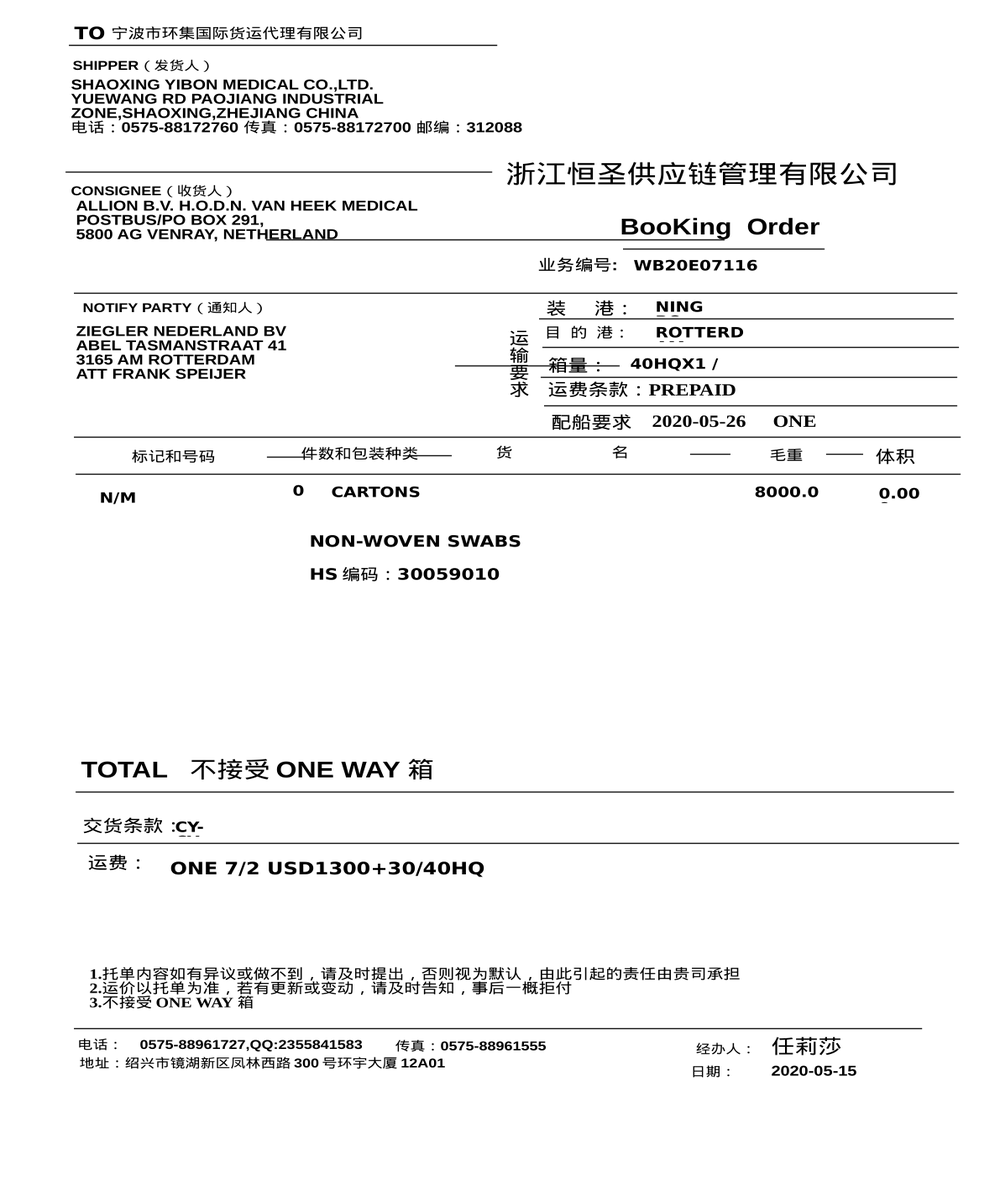 TO 宁波市环集国际货运代理有限公司
SHIPPER（发货人）
SHAOXING YIBON MEDICAL CO.,LTD.
YUEWANG RD PAOJIANG INDUSTRIAL
ZONE,SHAOXING,ZHEJIANG CHINA
电话：0575-88172760 传真：0575-88172700 邮编：312088
浙江恒圣供应链管理有限公司
CONSIGNEE（收货人）
ALLION B.V. H.O.D.N. VAN HEEK MEDICAL
POSTBUS/PO BOX 291,
5800 AG VENRAY, NETHERLAND
BooKing Order
业务编号: WB20E07116
NOTIFY PARTY（通知人）
ZIEGLER NEDERLAND BV
ABEL TASMANSTRAAT 41
3165 AM ROTTERDAM
ATT FRANK SPEIJER
运输要求
装 港： NING
目 的 港： ROTTERD
箱量： 40HQX1 /
运费条款：PREPAID
配船要求 2020-05-26 ONE
标记和号码 件数和包装种类 货 名 毛重 体积
N/M 0 CARTONS 8000.0 0.00
NON-WOVEN SWABS
HS 编码：30059010
TOTAL 不接受 ONE WAY 箱
交货条款 :CY-
运费： ONE 7/2 USD1300+30/40HQ
1.托单内容如有异议或做不到，请及时提出，否则视为默认，由此引起的责任由贵司承担
2.运价以托单为准，若有更新或变动，请及时告知，事后一概拒付
3.不接受 ONE WAY 箱
电话： 0575-88961727,QQ:2355841583 传真：0575-88961555
地址：绍兴市镜湖新区凤林西路 300 号环宇大厦 12A01
经办人： 任莉莎
日期： 2020-05-15